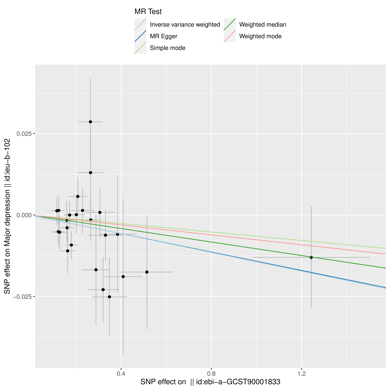 MR Test
Inverse variance weighted
Weighted median
MR Egger
Weighted mode
Simple mode
0.025
0.000
−0.025
0.4
0.8
1.2
SNP effect on Major depression || id:ieu−b−102
SNP effect on  || id:ebi−a−GCST90001833